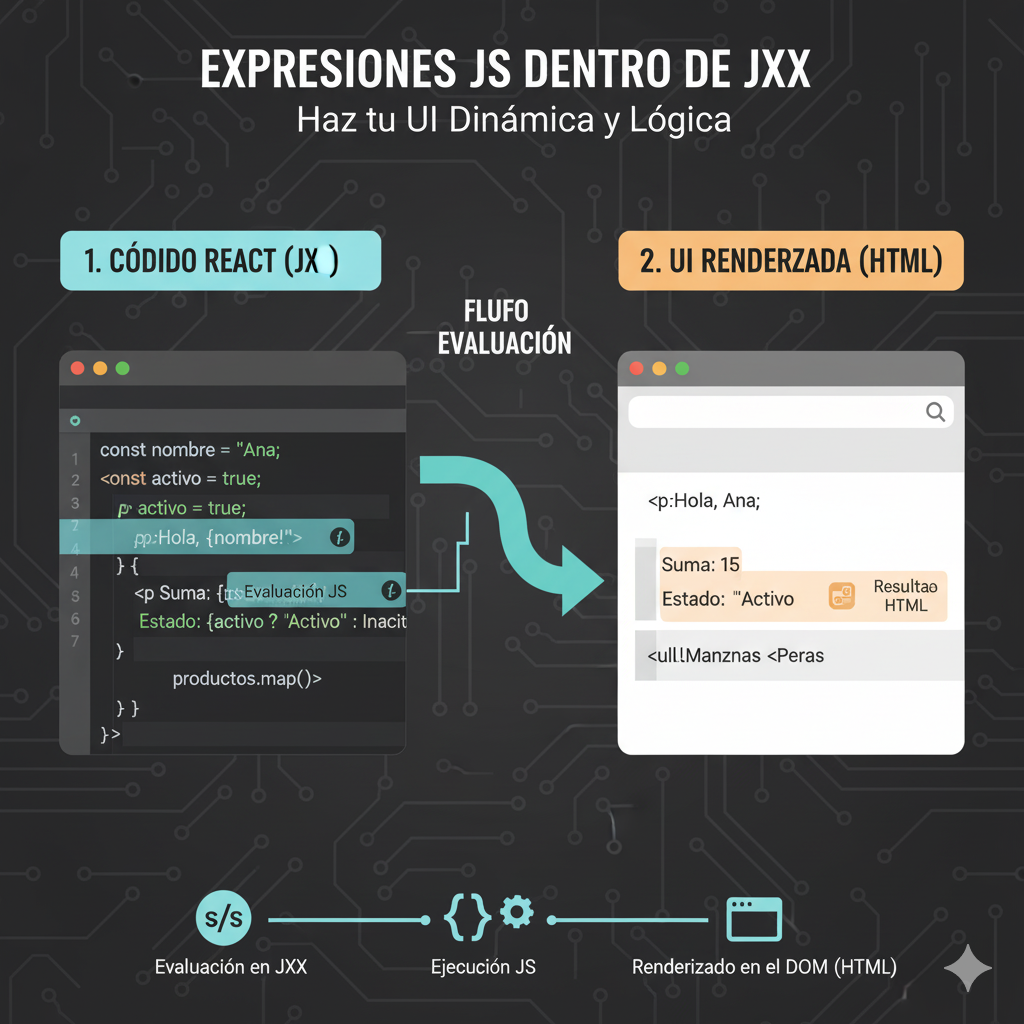 EXPRESIONES JS DENTRO DE JXX
Haz tu UI Dinámica y Lógica
1. CÓDIDO REACT (JX )
2. UI RENDERZADA (HTML)
FLUFO
EVALUACIÓN
1 const nombre = "Ana;
2 <onst activo = true;
3 p activo = true;
7 pp:Hola, {nombre!">
4
4 } {
S <p Suma: { Evaluación JS
6 Estado: {activo ? "Activo" : Inacit
7 }
productos.map()>
} }
}>
<p:Hola, Ana;
Suma: 15
Estado: "Activo
Resultao
HTML
<ull!Manznas <Peras
s/s
{}
Evaluación en JXX
Ejecución JS
Renderizado en el DOM (HTML)